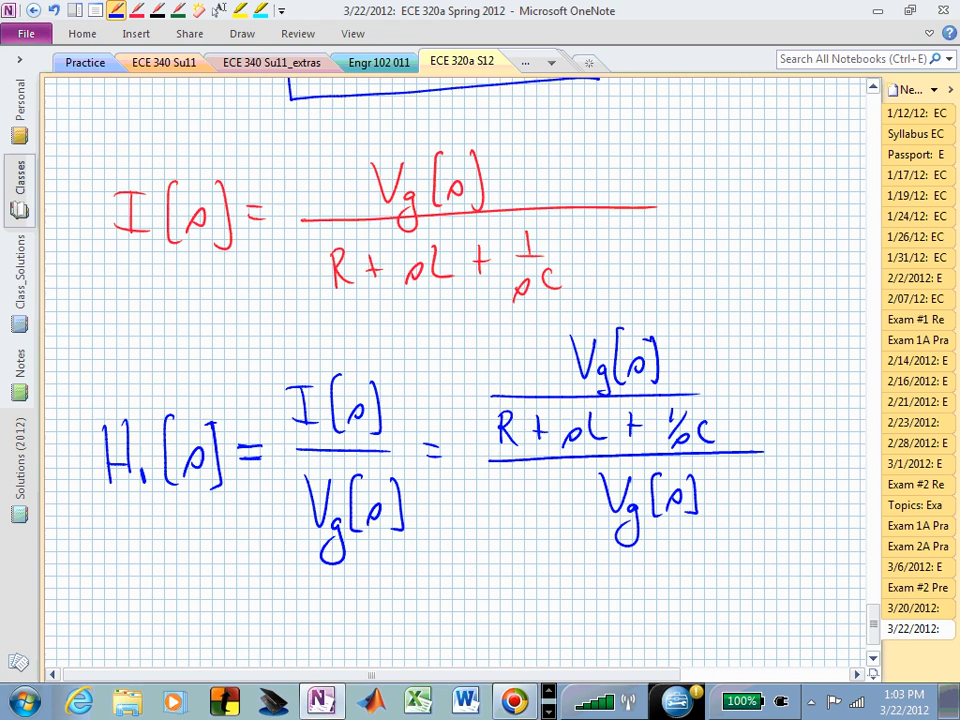 3/22/2012: ECE 320a Spring 2012 - Microsoft OneNote
File Home Insert Share Draw Review View
Practice ECE 340 Su11 ECE 340 Su11_extras Engr 102 011 ECE 320a S12 ... Search All Notebooks (Ctrl+E)
Personal
Classes
Class_Solutions
Notes
Solutions (2012)
I[s] = Vg[s]
R + sL + 1/sC
H1[s] = I[s] / Vg[s] = Vg[s]
R + sL + 1/sC
Vg[s]
Ne...
1/12/12: EC
Syllabus EC
Passport: E
1/17/12: EC
1/19/12: EC
1/24/12: EC
1/26/12: EC
1/31/12: EC
2/2/2012: E
2/07/12: EC
Exam #1 Re
Exam 1A Pra
2/14/2012: E
2/16/2012: E
2/21/2012: E
2/23/2012:
2/28/2012: E
3/1/2012: E
Exam #2 Re
Topics: Exa
Exam 1A Pra
Exam 2A Pra
3/6/2012: E
Exam #2 Pre
3/20/2012:
3/22/2012:
100%
1:03 PM
3/22/2012